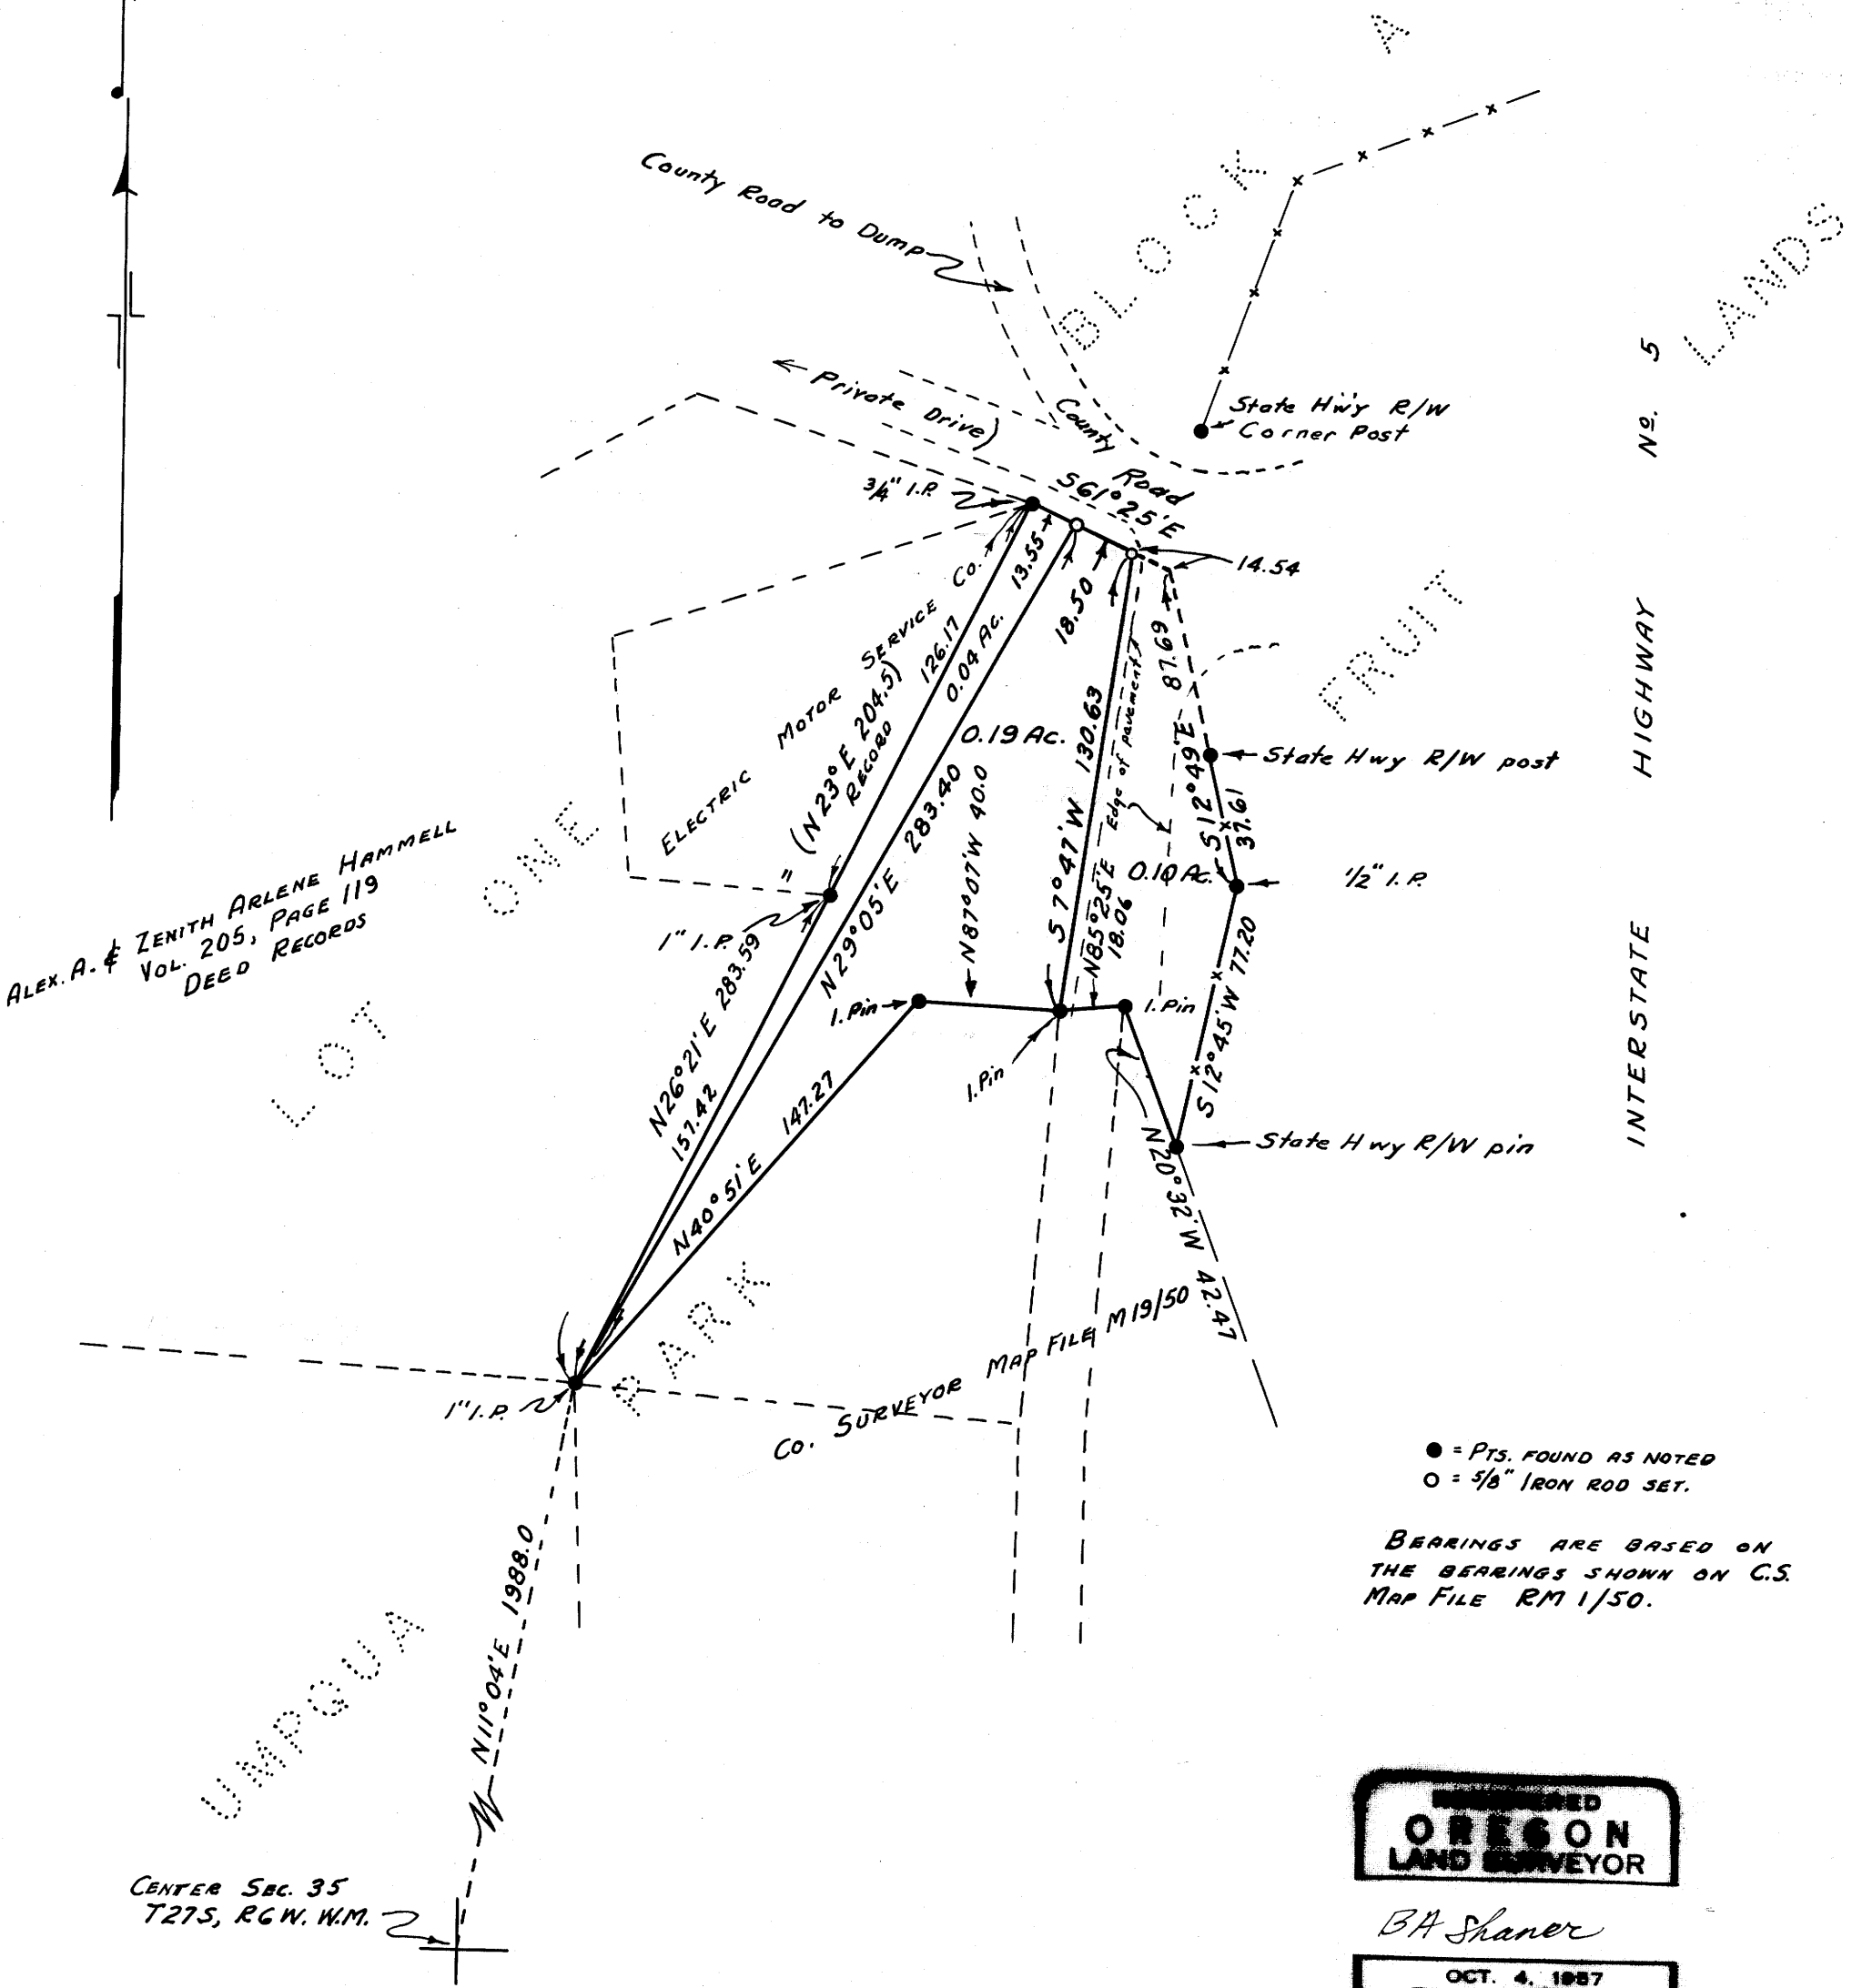 A
BLOCK
LANDS
County Road to Dump
Private Drive)
County Road
State Hwy R/W
Corner Post
No. 5
HIGHWAY
INTERSTATE
3/4" I.P.
S61°25'E
13.55
18.50
14.54
FRUIT
ELECTRIC MOTOR SERVICE Co.
(N23°E 204.5)
RECORD
126.17
0.04 Ac.
0.19 Ac.
S7°47'W 130.63
Edge of pavement
S12°49'E 87.69
State Hwy R/W post
37.61
0.10 Ac.
1/2" I.P.
ALEX. A. & ZENITH ARLENE HAMMELL
VOL. 205, PAGE 119
DEED RECORDS
LOT ONE
1" I.P.
N29°05'E 283.40
N87°07'W 40.0
N85°25'E
18.06
I. Pin
I. Pin
I. Pin
S12°45'W 77.20
N26°21'E 283.59
157.42
N40°51'E 147.27
State Hwy R/W pin
N20°32'W 42.47
PARK
1" I.P.
Co. SURVEYOR MAP FILE M19/50
● = PTS. FOUND AS NOTED
O = 5/8" IRON ROD SET.
BEARINGS ARE BASED ON
THE BEARINGS SHOWN ON C.S.
MAP FILE RM 1/50.
N11°04'E 1988.0
UMPQUA
CENTER SEC. 35
T27S, R6W. W.M.
REGISTERED
OREGON
LAND SURVEYOR
BA Shaner
OCT. 4, 1957